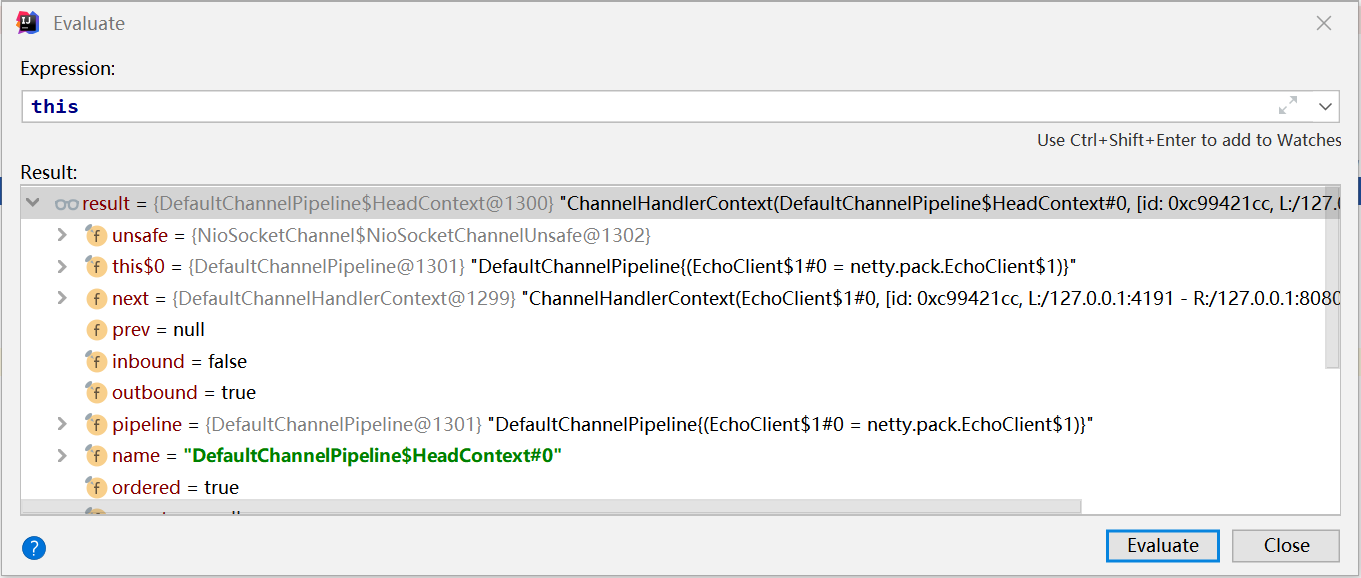 Evaluate
Expression:
this
Use Ctrl+Shift+Enter to add to Watches
Result:
result = {DefaultChannelPipeline$HeadContext@1300} "ChannelHandlerContext(DefaultChannelPipeline$HeadContext#0, [id: 0xc99421cc, L:/127.0
f unsafe = {NioSocketChannel$NioSocketChannelUnsafe@1302}
f this$0 = {DefaultChannelPipeline@1301} "DefaultChannelPipeline{(EchoClient$1#0 = netty.pack.EchoClient$1)}"
f next = {DefaultChannelHandlerContext@1299} "ChannelHandlerContext(EchoClient$1#0, [id: 0xc99421cc, L:/127.0.0.1:4191 - R:/127.0.0.1:8080
f prev = null
f inbound = false
f outbound = true
f pipeline = {DefaultChannelPipeline@1301} "DefaultChannelPipeline{(EchoClient$1#0 = netty.pack.EchoClient$1)}"
f name = "DefaultChannelPipeline$HeadContext#0"
f ordered = true
?
Evaluate
Close